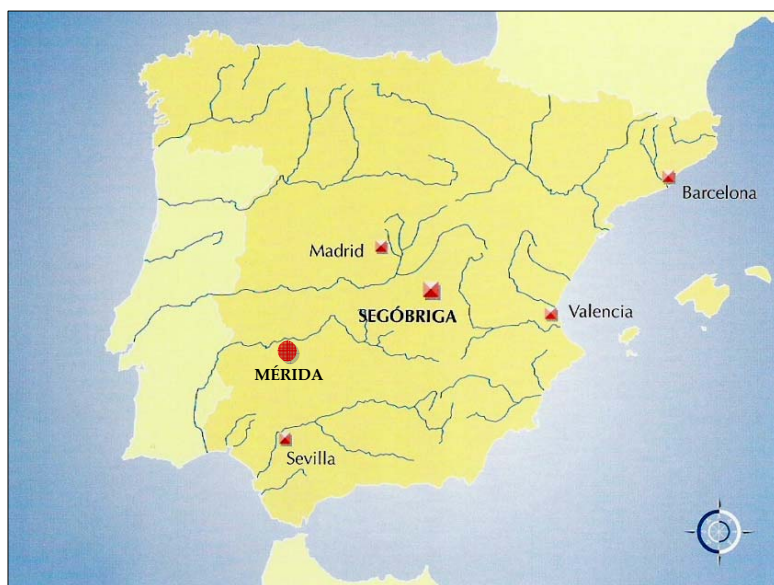 Barcelona
Madrid
SEGÓBRIGA
Valencia
MÉRIDA
Sevilla